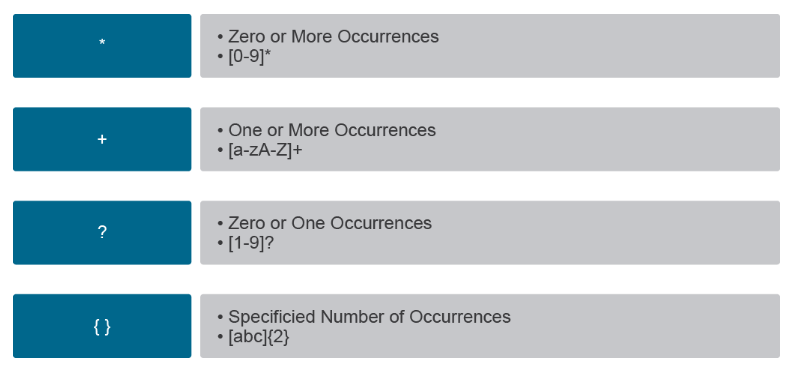 *
• Zero or More Occurrences
• [0-9]*
+
• One or More Occurrences
• [a-zA-Z]+
?
• Zero or One Occurrences
• [1-9]?
{ }
• Specificied Number of Occurrences
• [abc]{2}